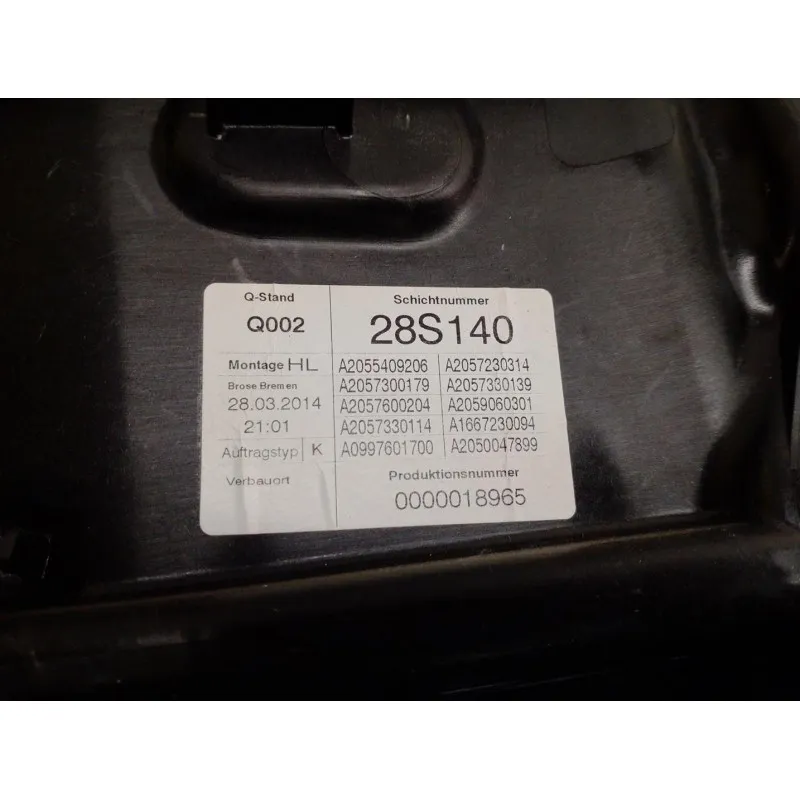 Q-Stand Schichtnummer
Q002 28S140
Montage HL A2055409206 A2057230314
Brose Bremen A2057300179 A2057330139
28.03.2014 A2057600204 A2059060301
21:01 A2057330114 A1667230094
Auftragstyp K A0997601700 A2050047899
Verbauort Produktionsnummer
0000018965